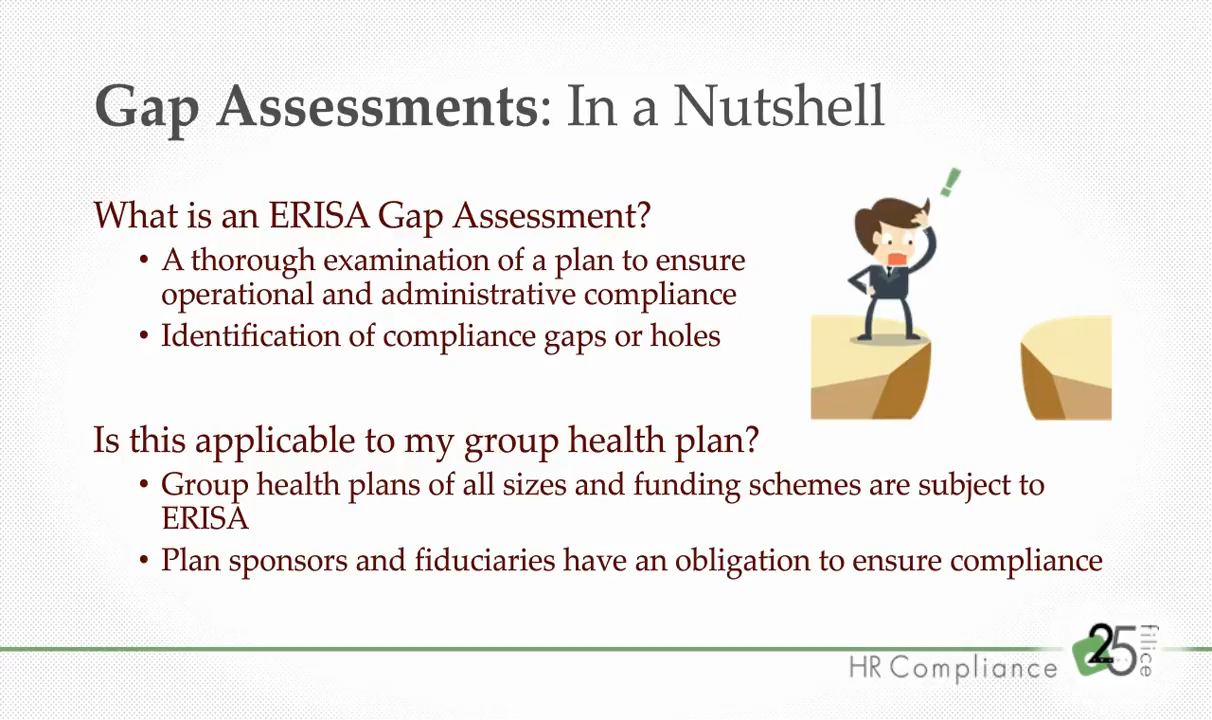 Gap Assessments: In a Nutshell
What is an ERISA Gap Assessment?
• A thorough examination of a plan to ensure
operational and administrative compliance
• Identification of compliance gaps or holes
Is this applicable to my group health plan?
• Group health plans of all sizes and funding schemes are subject to
ERISA
• Plan sponsors and fiduciaries have an obligation to ensure compliance
HR Compliance
25
filice